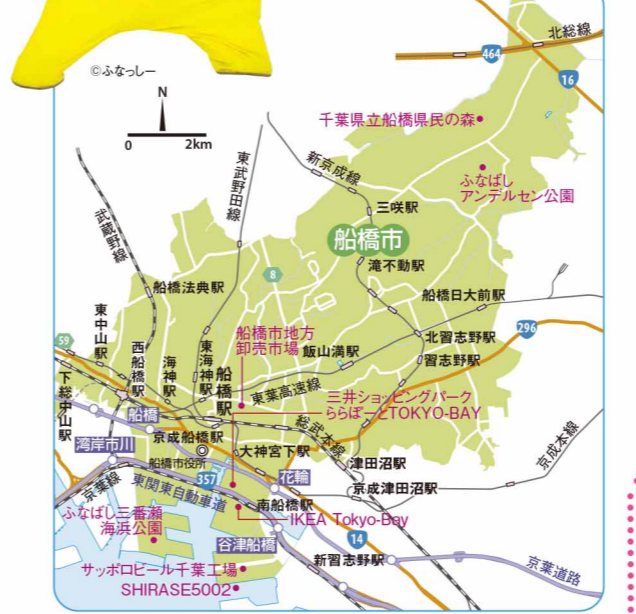 ©ふなっしー
N
0 2km
北総線
464
16
千葉県立船橋県民の森
ふなばし
アンデルセン公園
新京成線
東武野田線
三咲駅
武蔵野線
船橋市
滝不動駅
8
船橋法典駅
船橋日大前駅
東中山駅
船橋市地方
卸売市場
飯山満駅
北習志野駅
296
59
西船橋駅
海神駅
東海神駅
船橋駅
習志野駅
下総中山駅
東葉高速線
三井ショッピングパーク
ららぽーとTOKYO-BAY
船橋
京成船橋駅
総武本線
大神宮下駅
京成本線
湾岸市川
船橋市役所
津田沼駅
357
花輪
京成津田沼駅
京葉線
東関東自動車道
南船橋駅
ふなばし三番瀬
海浜公園
IKEA Tokyo-Bay
14
谷津船橋
新習志野駅
京葉道路
サッポロビール千葉工場
SHIRASE5002